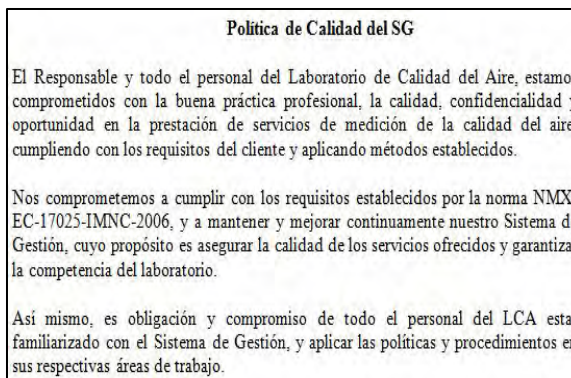 Política de Calidad del SG
El Responsable y todo el personal del Laboratorio de Calidad del Aire, estamo
comprometidos con la buena práctica profesional, la calidad, confidencialidad y
oportunidad en la prestación de servicios de medición de la calidad del aire
cumpliendo con los requisitos del cliente y aplicando métodos establecidos.
Nos comprometemos a cumplir con los requisitos establecidos por la norma NMX
EC-17025-IMNC-2006, y a mantener y mejorar continuamente nuestro Sistema d
Gestión, cuyo propósito es asegurar la calidad de los servicios ofrecidos y garantiza
la competencia del laboratorio.
Así mismo, es obligación y compromiso de todo el personal del LCA esta
familiarizado con el Sistema de Gestión, y aplicar las políticas y procedimientos en
sus respectivas áreas de trabajo.